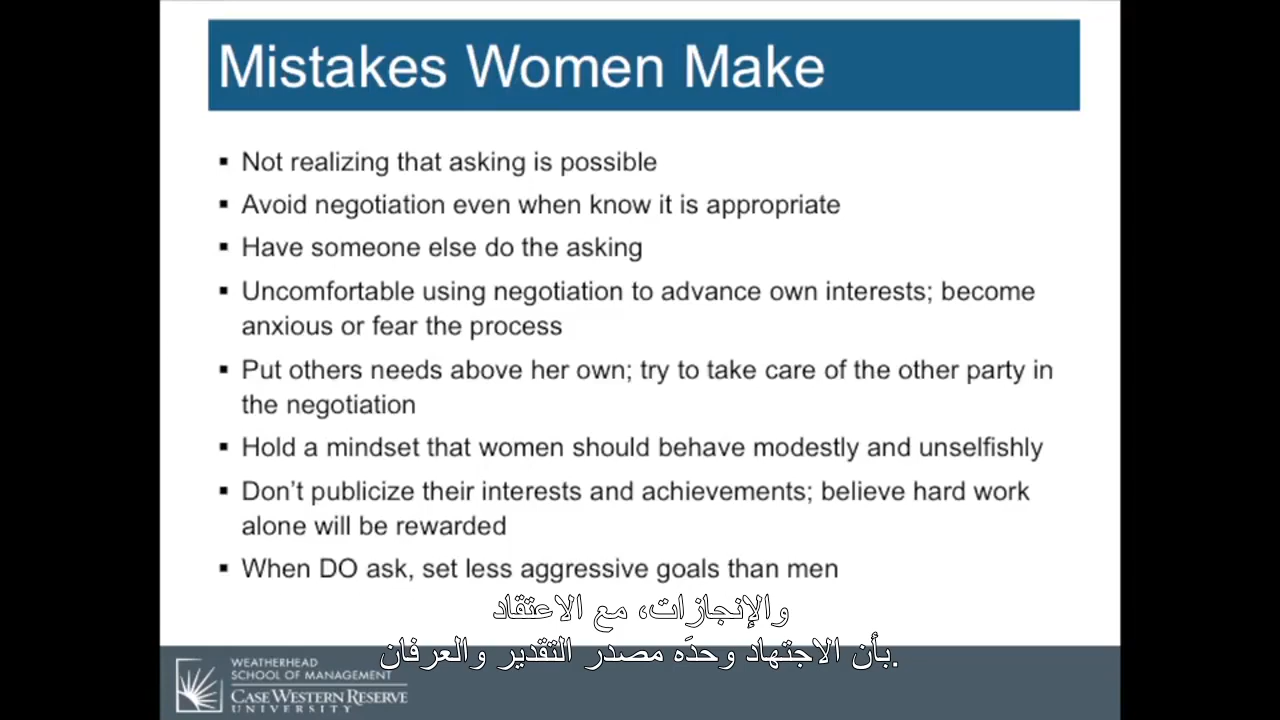 Mistakes Women Make
▪ Not realizing that asking is possible
▪ Avoid negotiation even when know it is appropriate
▪ Have someone else do the asking
▪ Uncomfortable using negotiation to advance own interests; become
anxious or fear the process
▪ Put others needs above her own; try to take care of the other party in
the negotiation
▪ Hold a mindset that women should behave modestly and unselfishly
▪ Don’t publicize their interests and achievements; believe hard work
alone will be rewarded
▪ When DO ask, set less aggressive goals than men
والإنجازات، مع الاعتقاد
بأن الاجتهاد وحدَه مصدر التقدير والعرفان.
WEATHERHEAD
SCHOOL OF MANAGEMENT
CASE WESTERN RESERVE
UNIVERSITY